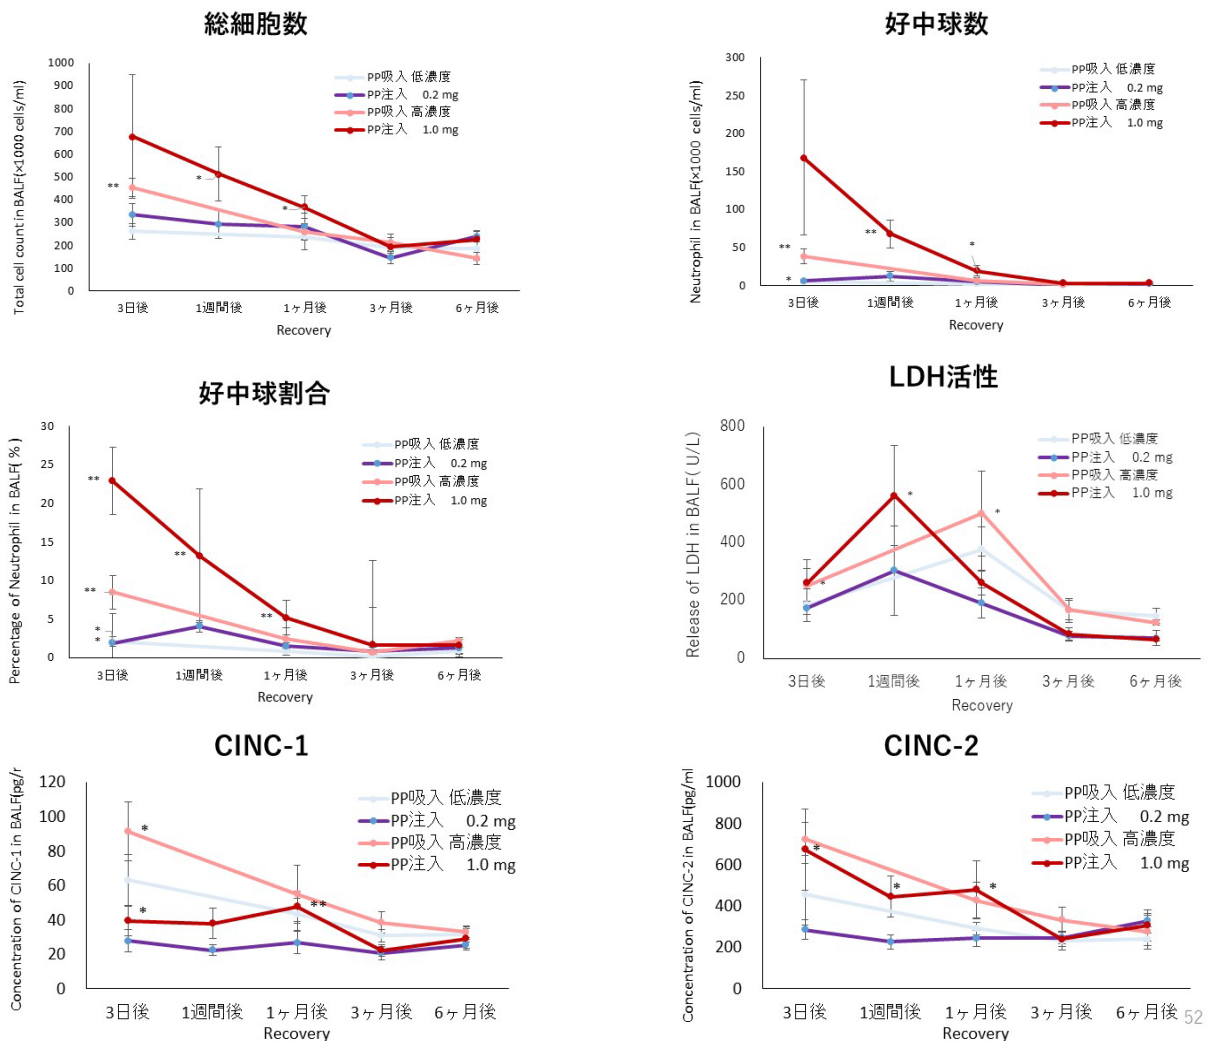 総細胞数
Total cell count in BALF(×1000 cells/ml)
1000
900
800
700
600
500
400
300
200
100
0
PP吸入 低濃度
PP注入 0.2 mg
PP吸入 高濃度
PP注入 1.0 mg
**
*
*
3日後 1週間後 1ヶ月後 3ヶ月後 6ヶ月後
Recovery
好中球数
Neutrophil in BALF(×1000 cells/ml)
300
250
200
150
100
50
0
PP吸入 低濃度
PP注入 0.2 mg
PP吸入 高濃度
PP注入 1.0 mg
**
*
**
*
3日後 1週間後 1ヶ月後 3ヶ月後 6ヶ月後
Recovery
好中球割合
Percentage of Neutrophil in BALF( %)
30
25
20
15
10
5
0
PP吸入 低濃度
PP注入 0.2 mg
PP吸入 高濃度
PP注入 1.0 mg
**
**
*
*
**
**
3日後 1週間後 1ヶ月後 3ヶ月後 6ヶ月後
Recovery
LDH活性
Release of LDH in BALF( U/L)
800
600
400
200
0
PP吸入 低濃度
PP注入 0.2 mg
PP吸入 高濃度
PP注入 1.0 mg
*
*
*
3日後 1週間後 1ヶ月後 3ヶ月後 6ヶ月後
Recovery
CINC-1
Concentration of CINC-1 in BALF(pg/r
120
100
80
60
40
20
0
PP吸入 低濃度
PP注入 0.2 mg
PP吸入 高濃度
PP注入 1.0 mg
*
*
**
3日後 1週間後 1ヶ月後 3ヶ月後 6ヶ月後
Recovery
CINC-2
Concentration of CINC-2 in BALF(pg/ml
1000
800
600
400
200
0
PP吸入 低濃度
PP注入 0.2 mg
PP吸入 高濃度
PP注入 1.0 mg
*
*
*
3日後 1週間後 1ヶ月後 3ヶ月後 6ヶ月後
Recovery
52